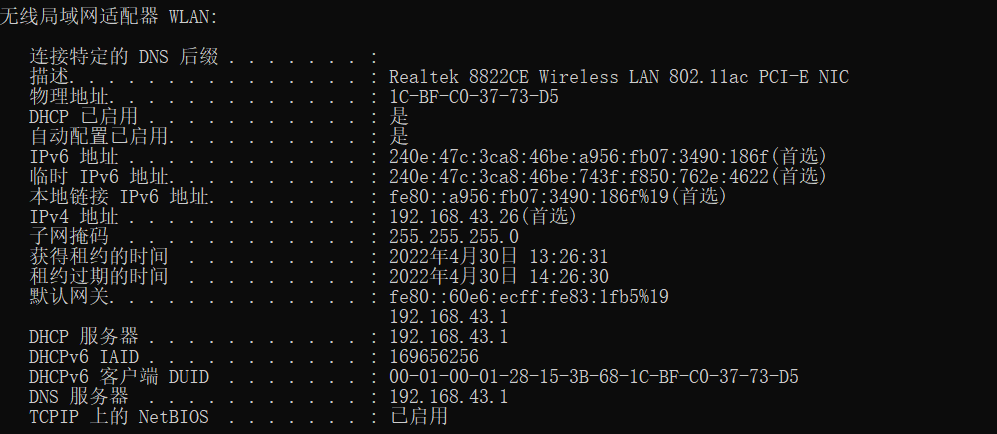 无线局域网适配器 WLAN:
连接特定的 DNS 后缀 . . . . . . . :
描述. . . . . . . . . . . . . . . : Realtek 8822CE Wireless LAN 802.11ac PCI-E NIC
物理地址. . . . . . . . . . . . . : 1C-BF-C0-37-73-D5
DHCP 已启用 . . . . . . . . . . . : 是
自动配置已启用. . . . . . . . . . : 是
IPv6 地址 . . . . . . . . . . . . : 240e:47c:3ca8:46be:a956:fb07:3490:186f(首选)
临时 IPv6 地址. . . . . . . . . . : 240e:47c:3ca8:46be:743f:f850:762e:4622(首选)
本地链接 IPv6 地址. . . . . . . . : fe80::a956:fb07:3490:186f%19(首选)
IPv4 地址 . . . . . . . . . . . . : 192.168.43.26(首选)
子网掩码  . . . . . . . . . . . . : 255.255.255.0
获得租约的时间  . . . . . . . . . : 2022年4月30日 13:26:31
租约过期的时间  . . . . . . . . . : 2022年4月30日 14:26:30
默认网关. . . . . . . . . . . . . : fe80::60e6:ecff:fe83:1fb5%19
192.168.43.1
DHCP 服务器 . . . . . . . . . . . : 192.168.43.1
DHCPv6 IAID . . . . . . . . . . . : 169656256
DHCPv6 客户端 DUID  . . . . . . . : 00-01-00-01-28-15-3B-68-1C-BF-C0-37-73-D5
DNS 服务器  . . . . . . . . . . . : 192.168.43.1
TCPIP 上的 NetBIOS  . . . . . . . : 已启用